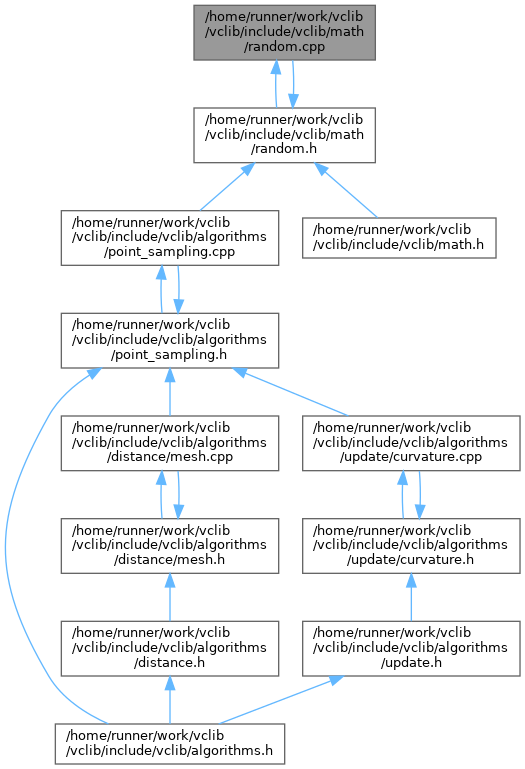 /home/runner/work/vclib
/vclib/include/vclib/math
/random.cpp
/home/runner/work/vclib
/vclib/include/vclib/math
/random.h
/home/runner/work/vclib
/vclib/include/vclib/algorithms
/point_sampling.cpp
/home/runner/work/vclib
/vclib/include/vclib/math.h
/home/runner/work/vclib
/vclib/include/vclib/algorithms
/point_sampling.h
/home/runner/work/vclib
/vclib/include/vclib/algorithms
/distance/mesh.cpp
/home/runner/work/vclib
/vclib/include/vclib/algorithms
/update/curvature.cpp
/home/runner/work/vclib
/vclib/include/vclib/algorithms
/distance/mesh.h
/home/runner/work/vclib
/vclib/include/vclib/algorithms
/update/curvature.h
/home/runner/work/vclib
/vclib/include/vclib/algorithms
/distance.h
/home/runner/work/vclib
/vclib/include/vclib/algorithms
/update.h
/home/runner/work/vclib
/vclib/include/vclib/algorithms.h